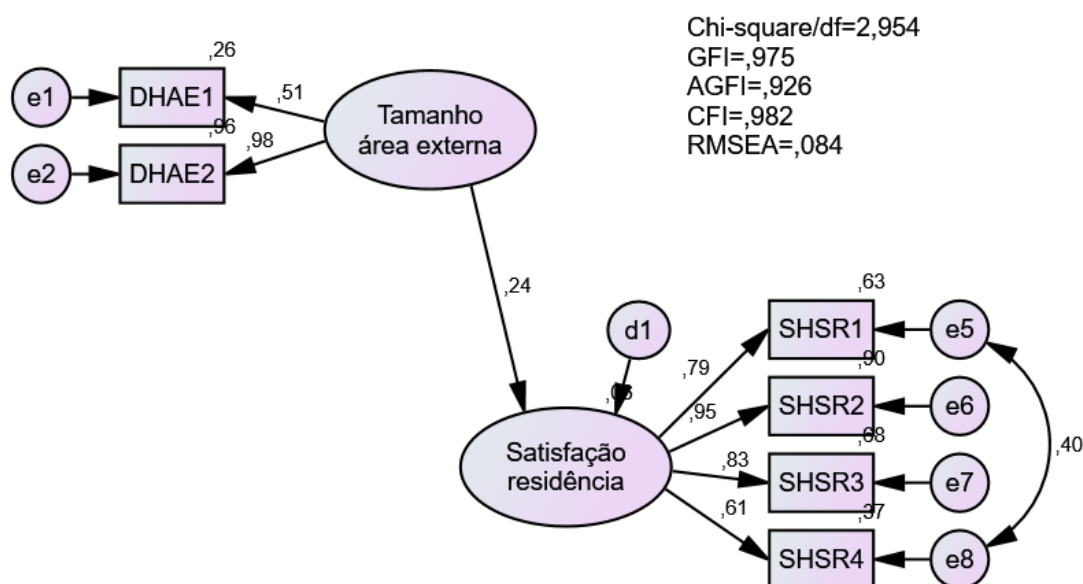 Chi-square/df=2,954
GFI=,975
AGFI=,926
CFI=,982
RMSEA=,084
,26
e1
DHAE1
,51
Tamanho
área externa
,96
,98
e2
DHAE2
,24
d1
,63
SHSR1
e5
,79
,90
SHSR2
e6
,95
,40
Satisfação
residência
,68
,83
SHSR3
e7
,61
,37
SHSR4
e8